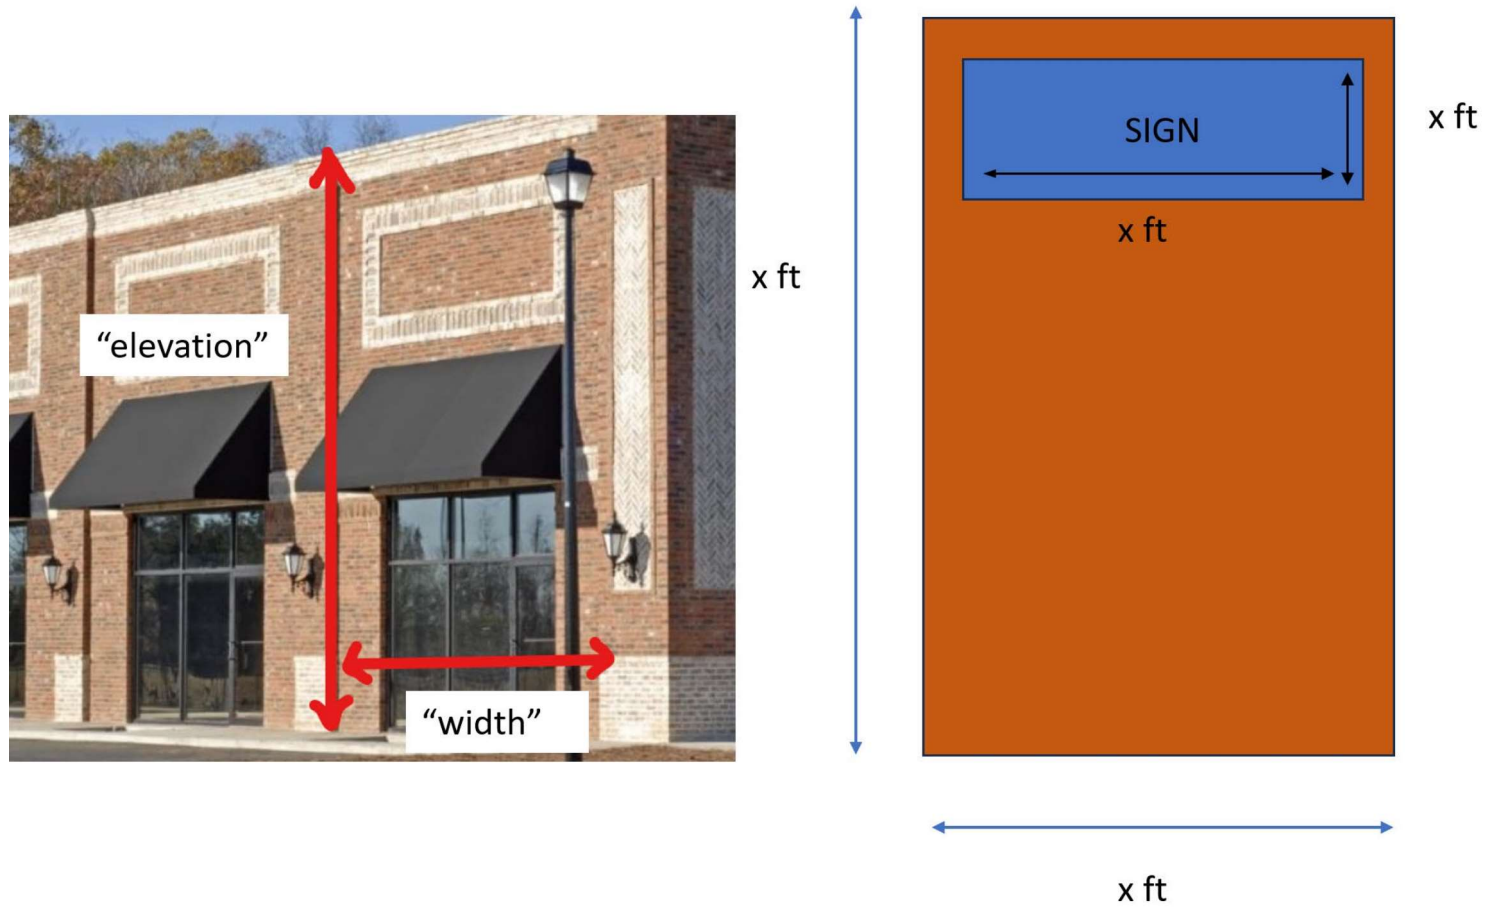 “elevation”
“width”
x ft
SIGN
x ft
x ft
x ft